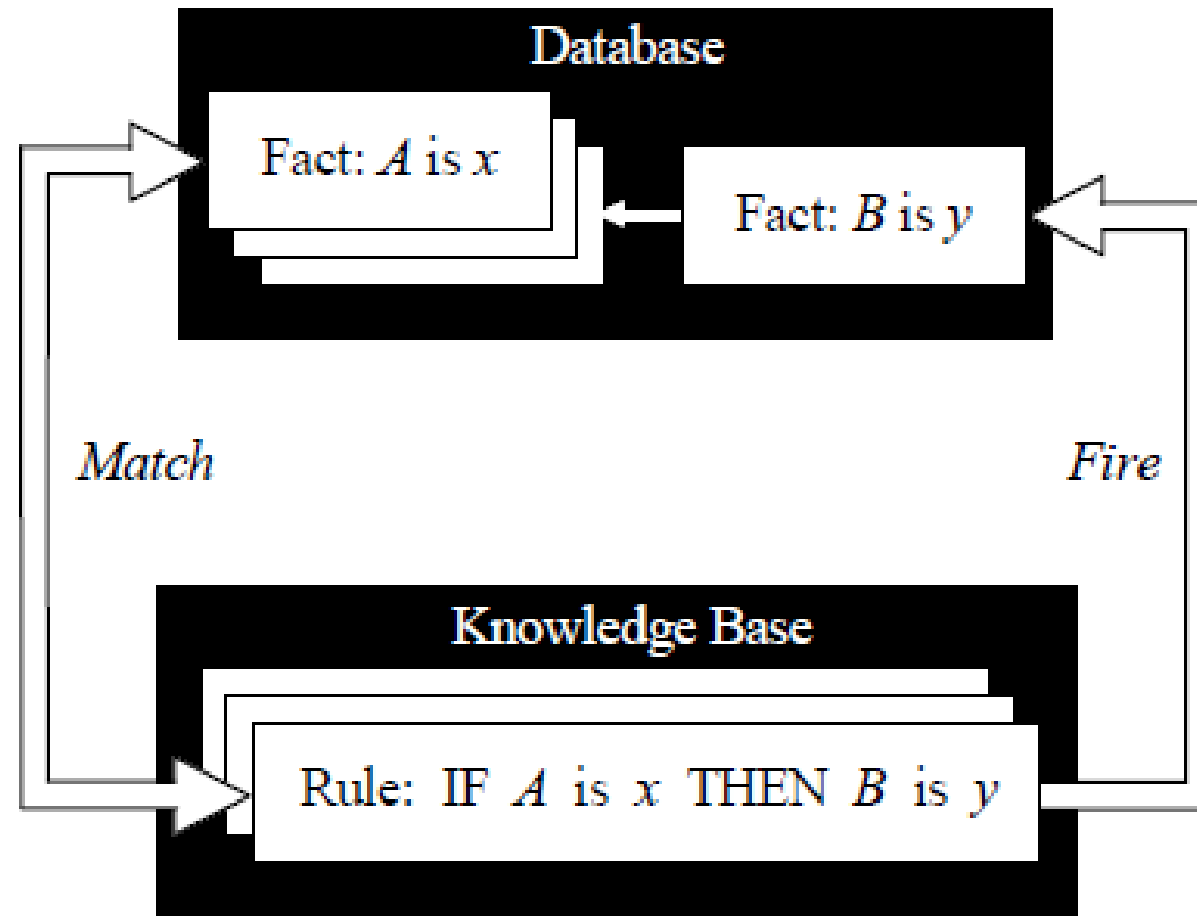 Database
Fact: A is x
Fact: B is y
Match
Fire
Knowledge Base
Rule: IF A is x THEN B is y